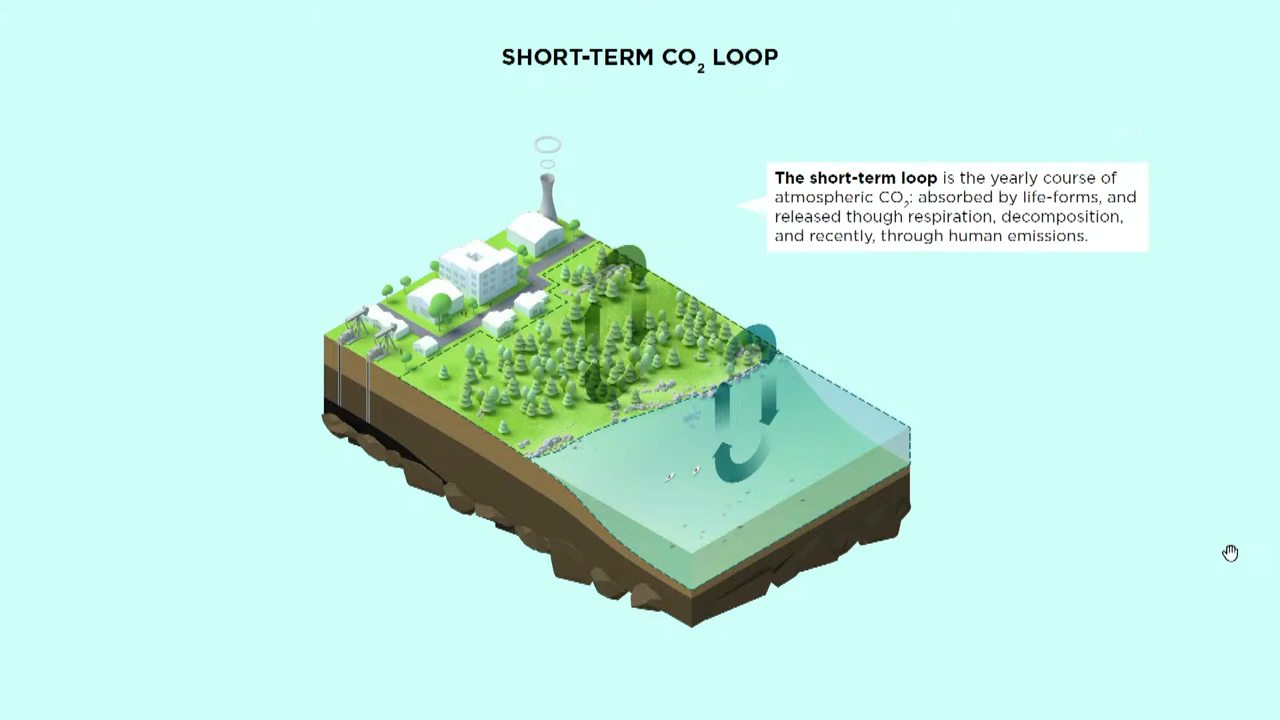 SHORT-TERM CO₂ LOOP
The short-term loop is the yearly course of
atmospheric CO₂: absorbed by life-forms, and
released though respiration, decomposition,
and recently, through human emissions.